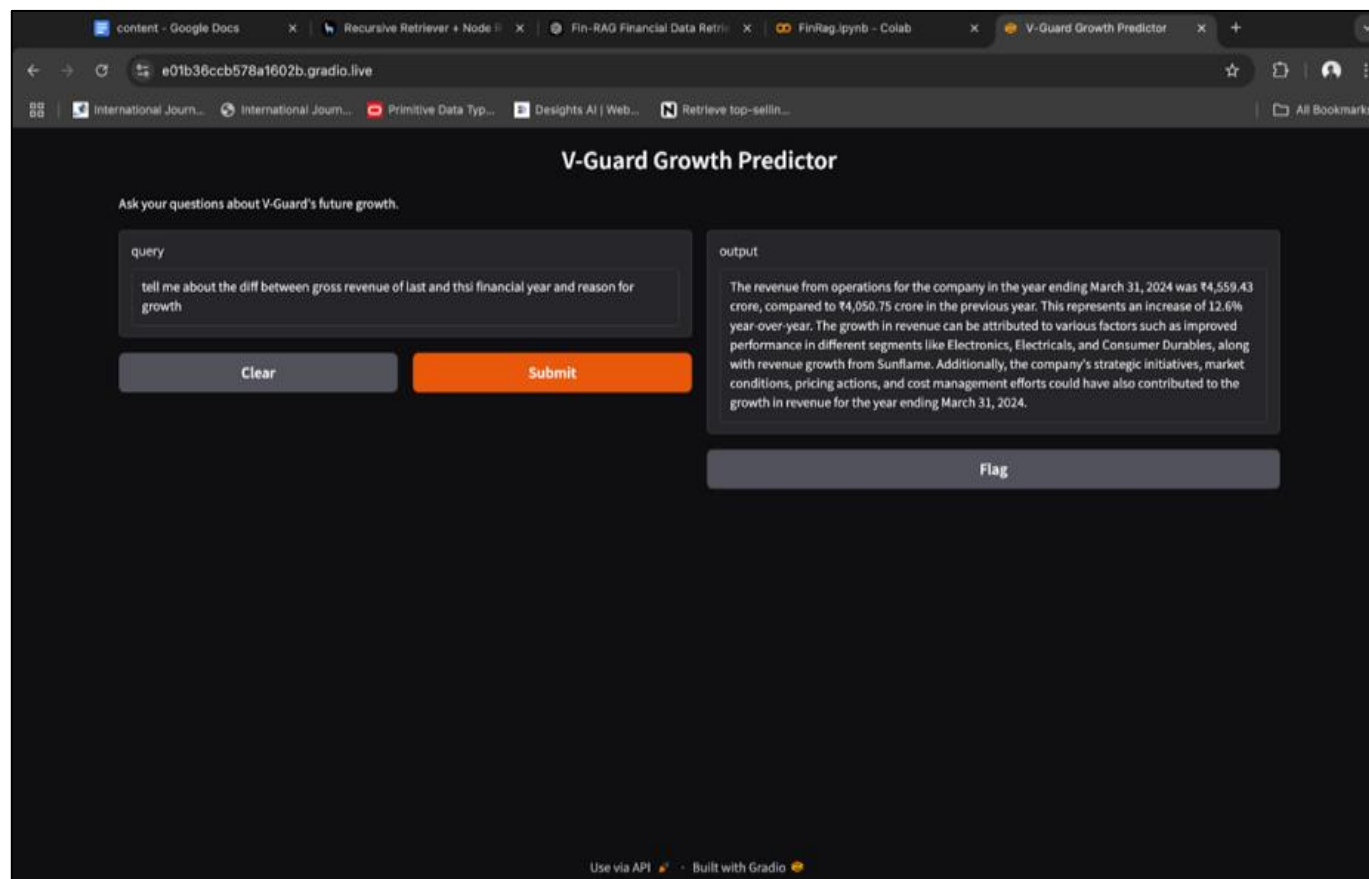 content - Google Docs
Recursive Retriever + Node
Fin-RAG Financial Data Retri
FinRag.ipynb - Colab
V-Guard Growth Predictor
e01b36ccb578a1602b.gradio.live
International Journ...
International Journ...
Primitive Data Typ...
Desights AI | Web...
Retrieve top-sellin...
All Bookmarks
V-Guard Growth Predictor
Ask your questions about V-Guard's future growth.
query
tell me about the diff between gross revenue of last and thsi financial year and reason for
growth
Clear
Submit
output
The revenue from operations for the company in the year ending March 31, 2024 was ₹4,559.43
crore, compared to ₹4,050.75 crore in the previous year. This represents an increase of 12.6%
year-over-year. The growth in revenue can be attributed to various factors such as improved
performance in different segments like Electronics, Electricals, and Consumer Durables, along
with revenue growth from Sunflame. Additionally, the company's strategic initiatives, market
conditions, pricing actions, and cost management efforts could have also contributed to the
growth in revenue for the year ending March 31, 2024.
Flag
Use via API · Built with Gradio